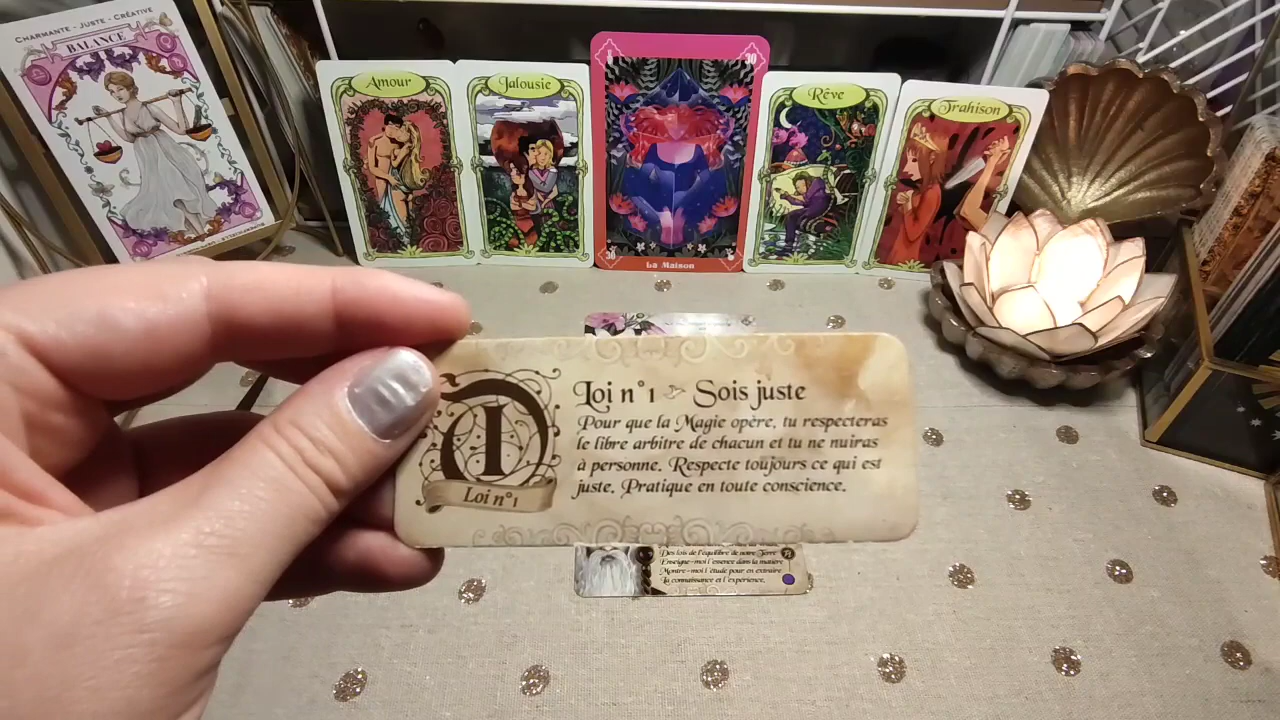 CHARMANTE - JUSTE - CRÉATIVE
BALANCE
Amour
Jalousie
30
La Maison
36
Rêve
Trahison
I
Loi n°1
Loi n°1 Sois juste
Pour que la Magie opère, tu respecteras
le libre arbitre de chacun et tu ne nuiras
à personne. Respecte toujours ce qui est
juste. Pratique en toute conscience.
Des lois de l'équilibre de notre Terre
Enseigne-moi l'essence dans la matière
Montre-moi l'étude pour en extraire
La connaissance et l'expérience.